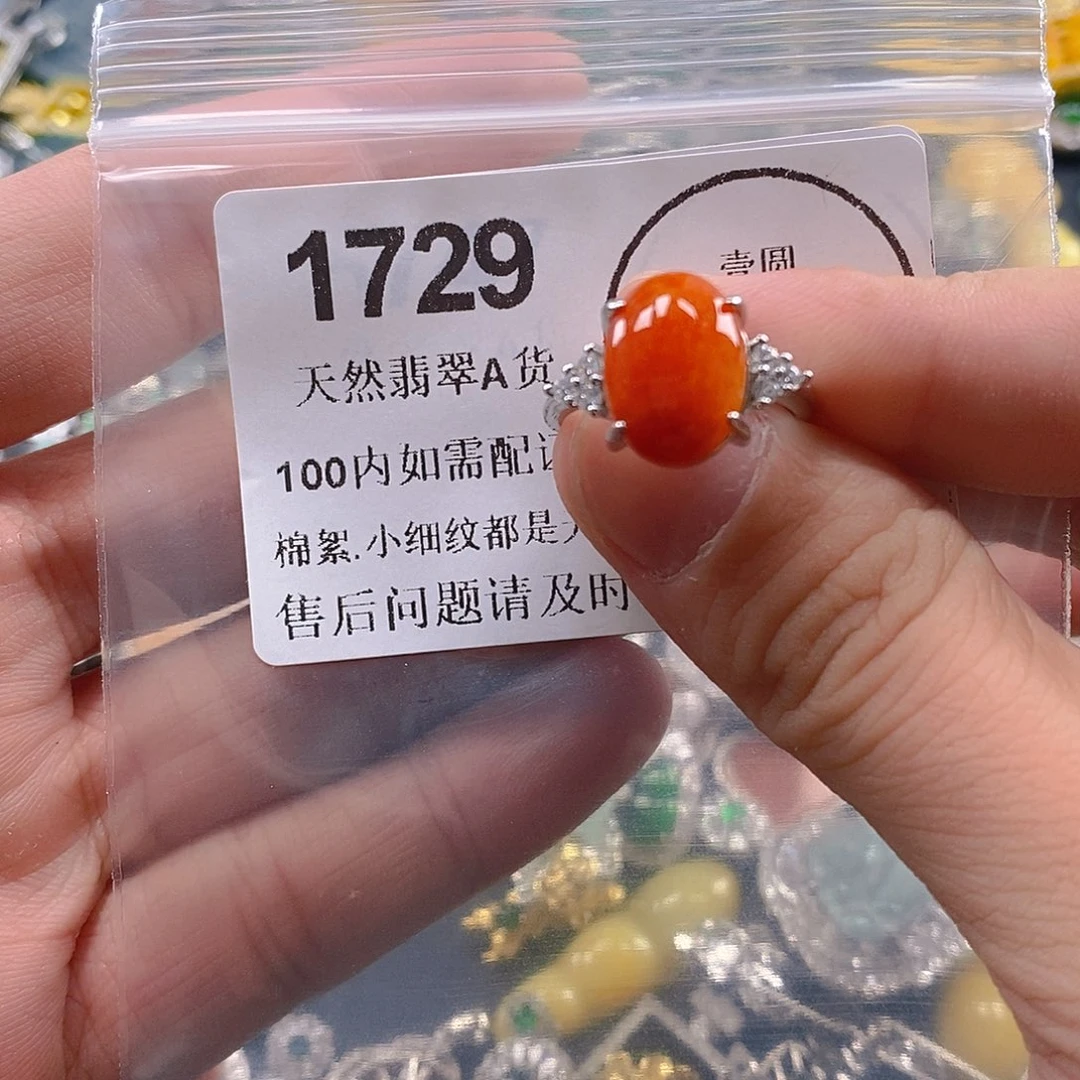 1729
壹圆
天然翡翠A货
100内如需配
棉絮.小细纹都是
售后问题请及时